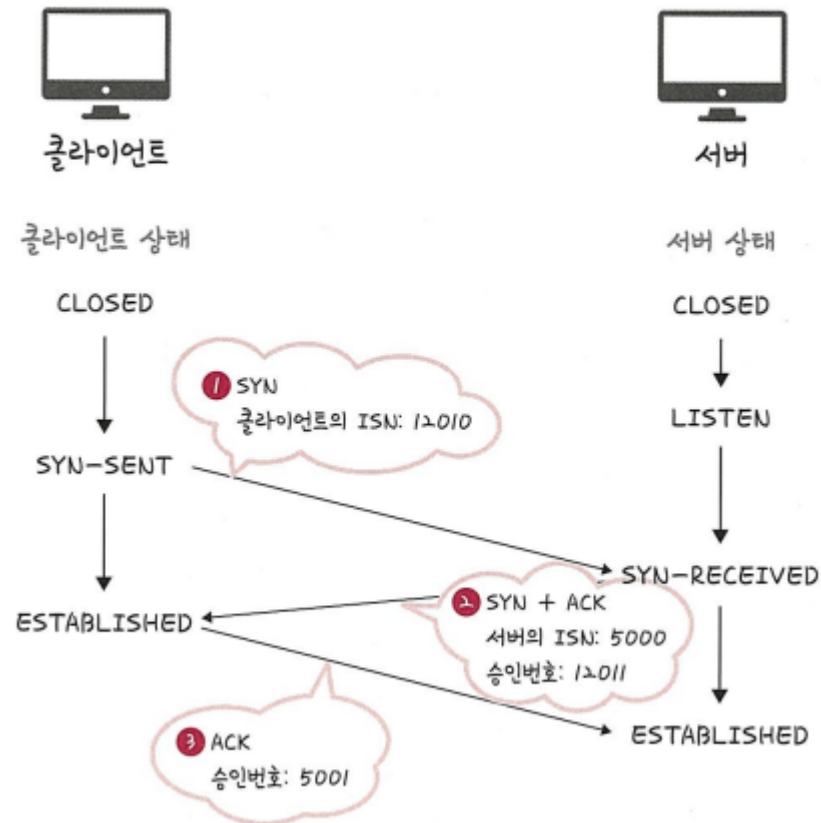 클라이언트
서버
클라이언트 상태
서버 상태
CLOSED
CLOSED
1 SYN
클라이언트의 ISN: 12010
LISTEN
SYN-SENT
SYN-RECEIVED
2 SYN + ACK
서버의 ISN: 5000
승인번호: 12011
ESTABLISHED
ESTABLISHED
3 ACK
승인번호: 5001